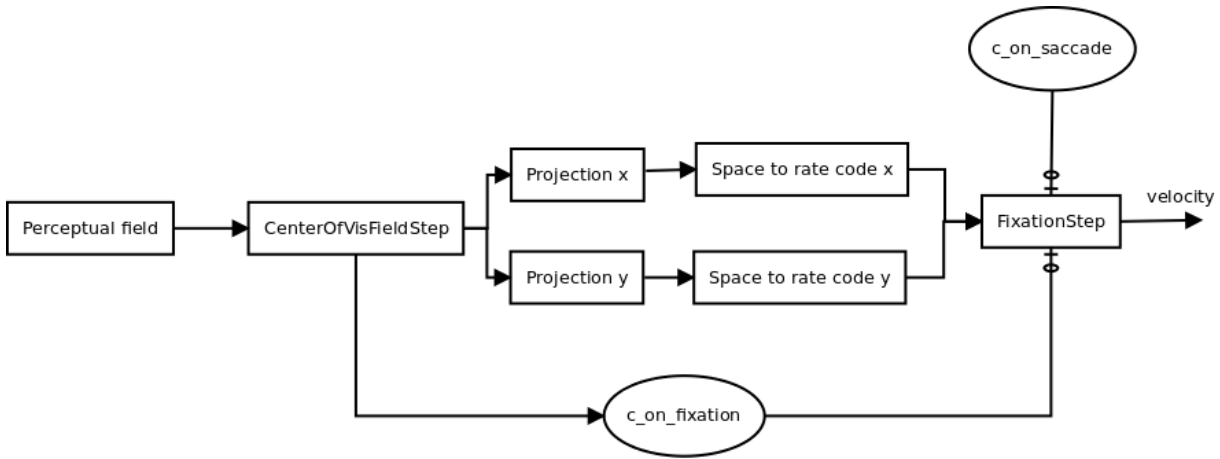 c_on_saccade
Projection x
Space to rate code x
velocity
Perceptual field
CenterOfVisFieldStep
FixationStep
Projection y
Space to rate code y
c_on_fixation